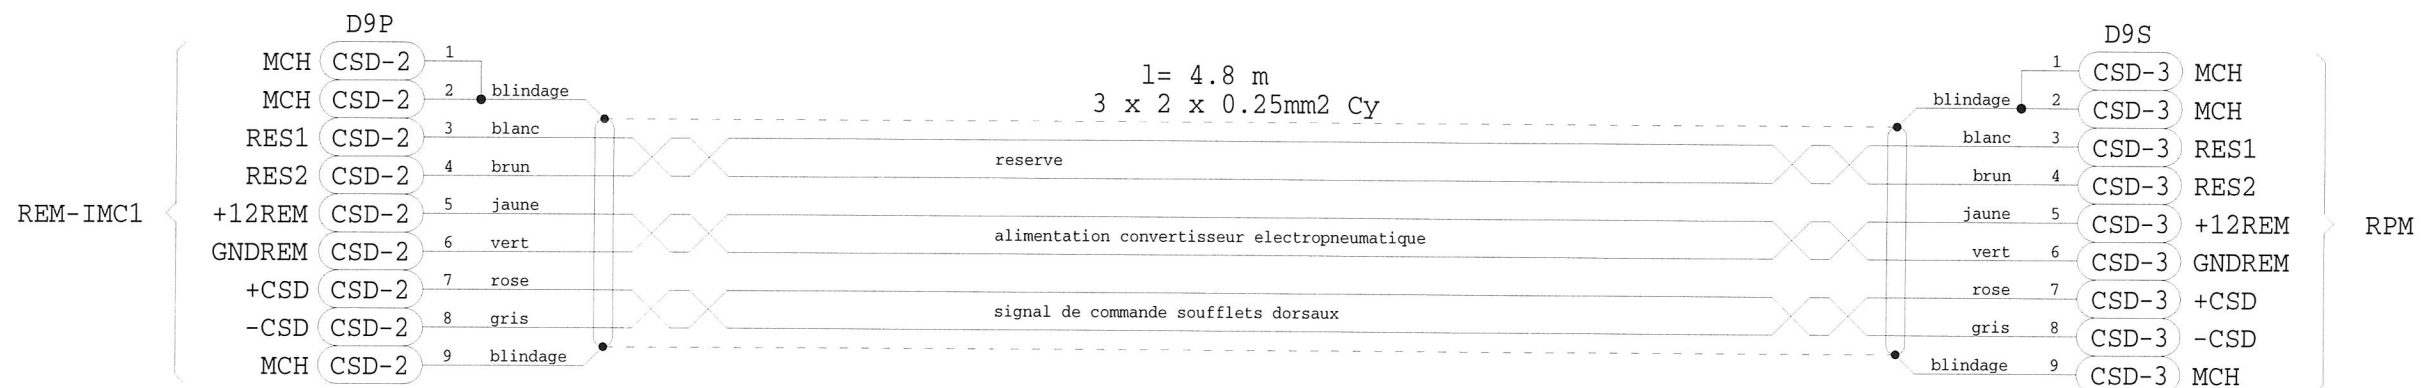 D9P
D9S
l= 4.8 m
3 x 2 x 0.25mm2 Cy
REM-IMC1
RPM
MCH CSD-2 1
MCH CSD-2 2 blindage
RES1 CSD-2 3 blanc
RES2 CSD-2 4 brun
+12REM CSD-2 5 jaune
GNDREM CSD-2 6 vert
+CSD CSD-2 7 rose
-CSD CSD-2 8 gris
MCH CSD-2 9 blindage
reserve
alimentation convertisseur electropneumatique
signal de commande soufflets dorsaux
1 CSD-3 MCH
blindage 2 CSD-3 MCH
blanc 3 CSD-3 RES1
brun 4 CSD-3 RES2
jaune 5 CSD-3 +12REM
vert 6 CSD-3 GNDREM
rose 7 CSD-3 +CSD
gris 8 CSD-3 -CSD
blindage 9 CSD-3 MCH